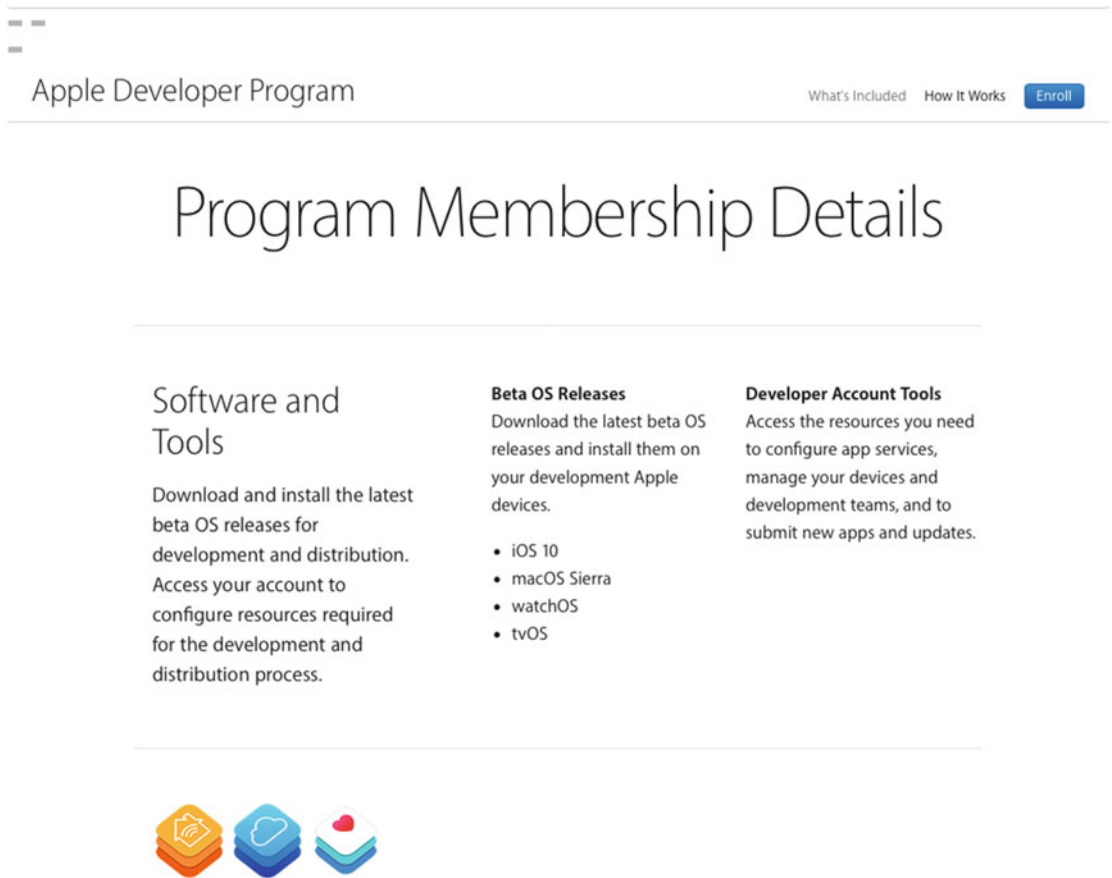 Apple Developer Program
What's Included How It Works Enroll
Program Membership Details
Software and
Tools
Download and install the latest
beta OS releases for
development and distribution.
Access your account to
configure resources required
for the development and
distribution process.
Beta OS Releases
Download the latest beta OS
releases and install them on
your development Apple
devices.
• iOS 10
• macOS Sierra
• watchOS
• tvOS
Developer Account Tools
Access the resources you need
to configure app services,
manage your devices and
development teams, and to
submit new apps and updates.